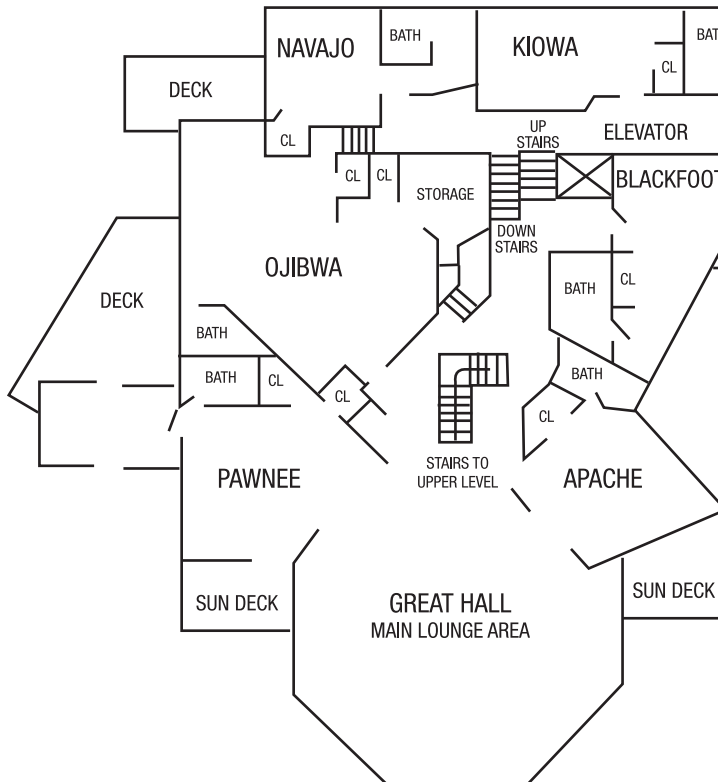 NAVAJO
BATH
KIOWA
BAT
CL
DECK
UP
STAIRS
ELEVATOR
CL
CL
CL
STORAGE
BLACKFOOT
DOWN
STAIRS
OJIBWA
DECK
BATH
CL
BATH
BATH
CL
CL
BATH
CL
STAIRS TO
UPPER LEVEL
PAWNEE
APACHE
SUN DECK
GREAT HALL
MAIN LOUNGE AREA
SUN DECK